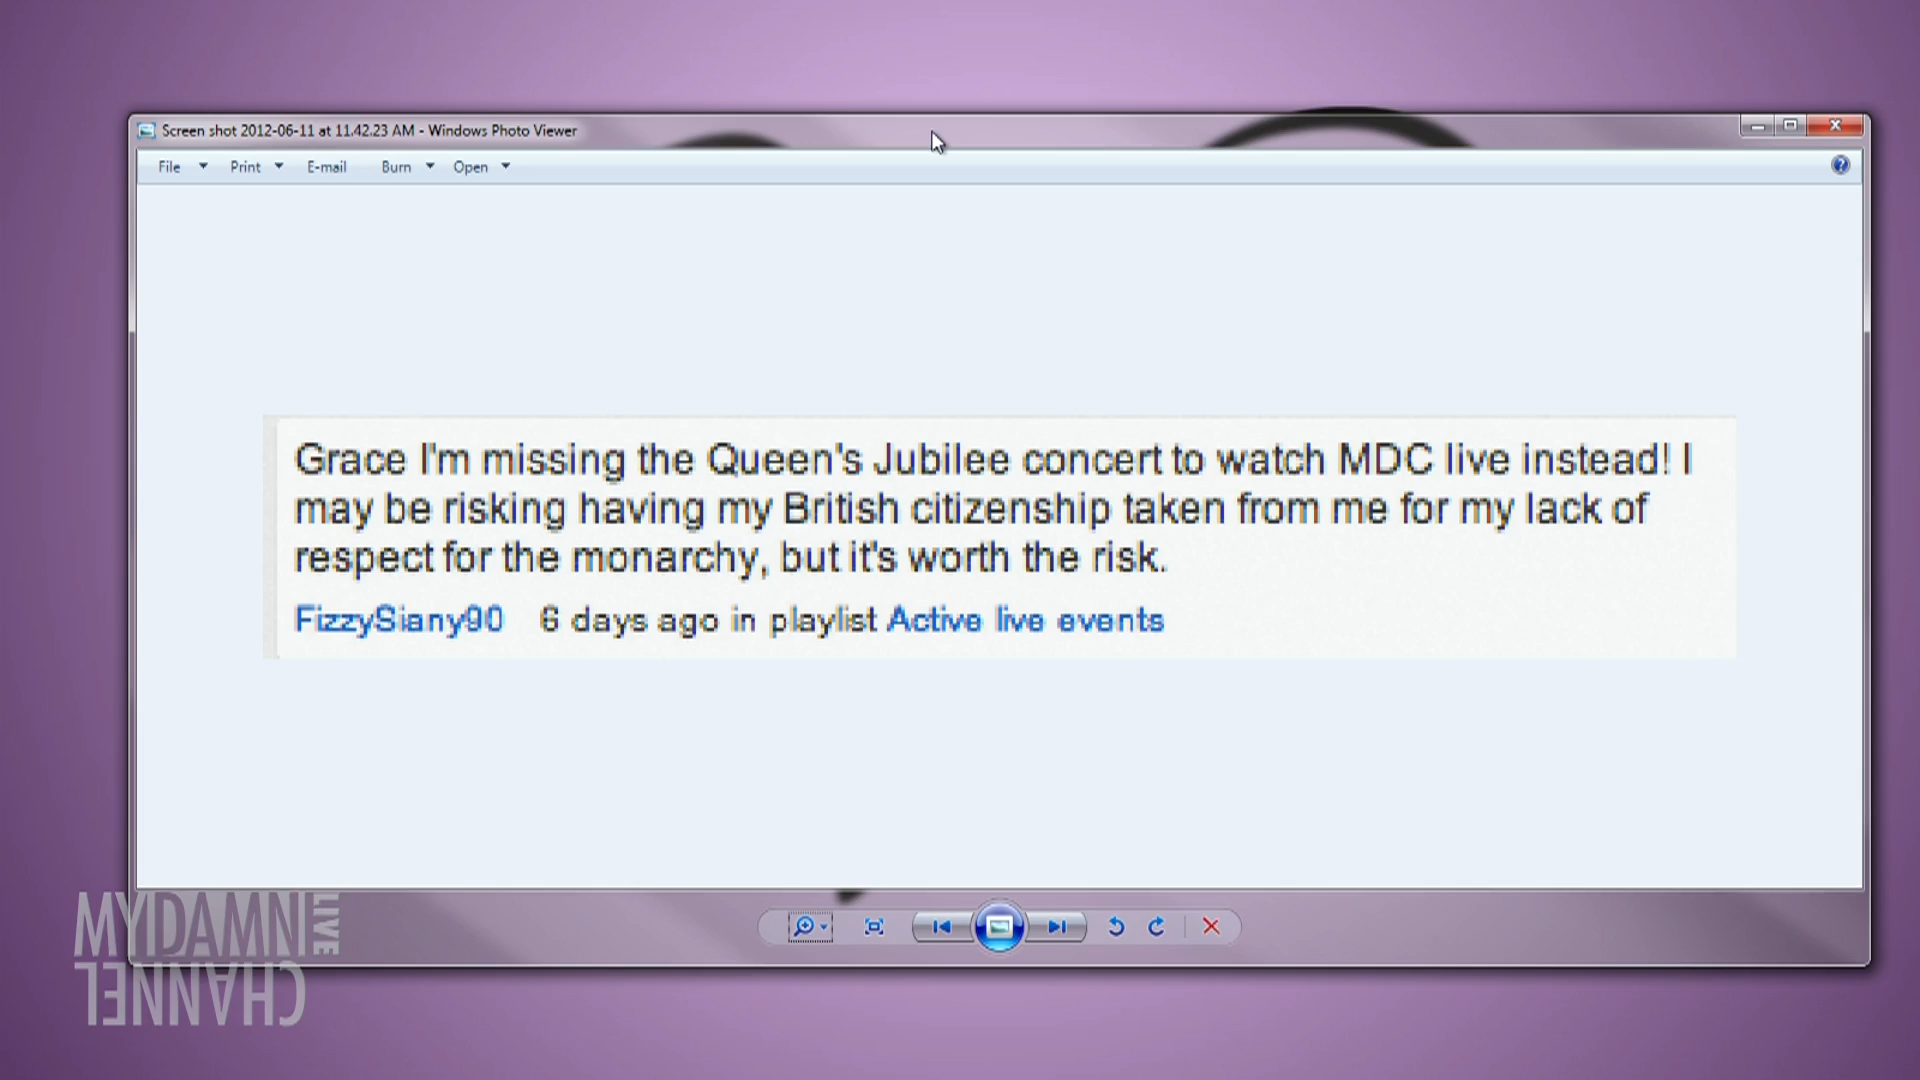 Screen shot 2012-06-11 at 11.42.23 AM - Windows Photo Viewer
File Print E-mail Burn Open
Grace I'm missing the Queen's Jubilee concert to watch MDC live instead! I
may be risking having my British citizenship taken from me for my lack of
respect for the monarchy, but it's worth the risk.
FizzySiany90 6 days ago in playlist Active live events
MYDAMN LIVE
CHANNEL